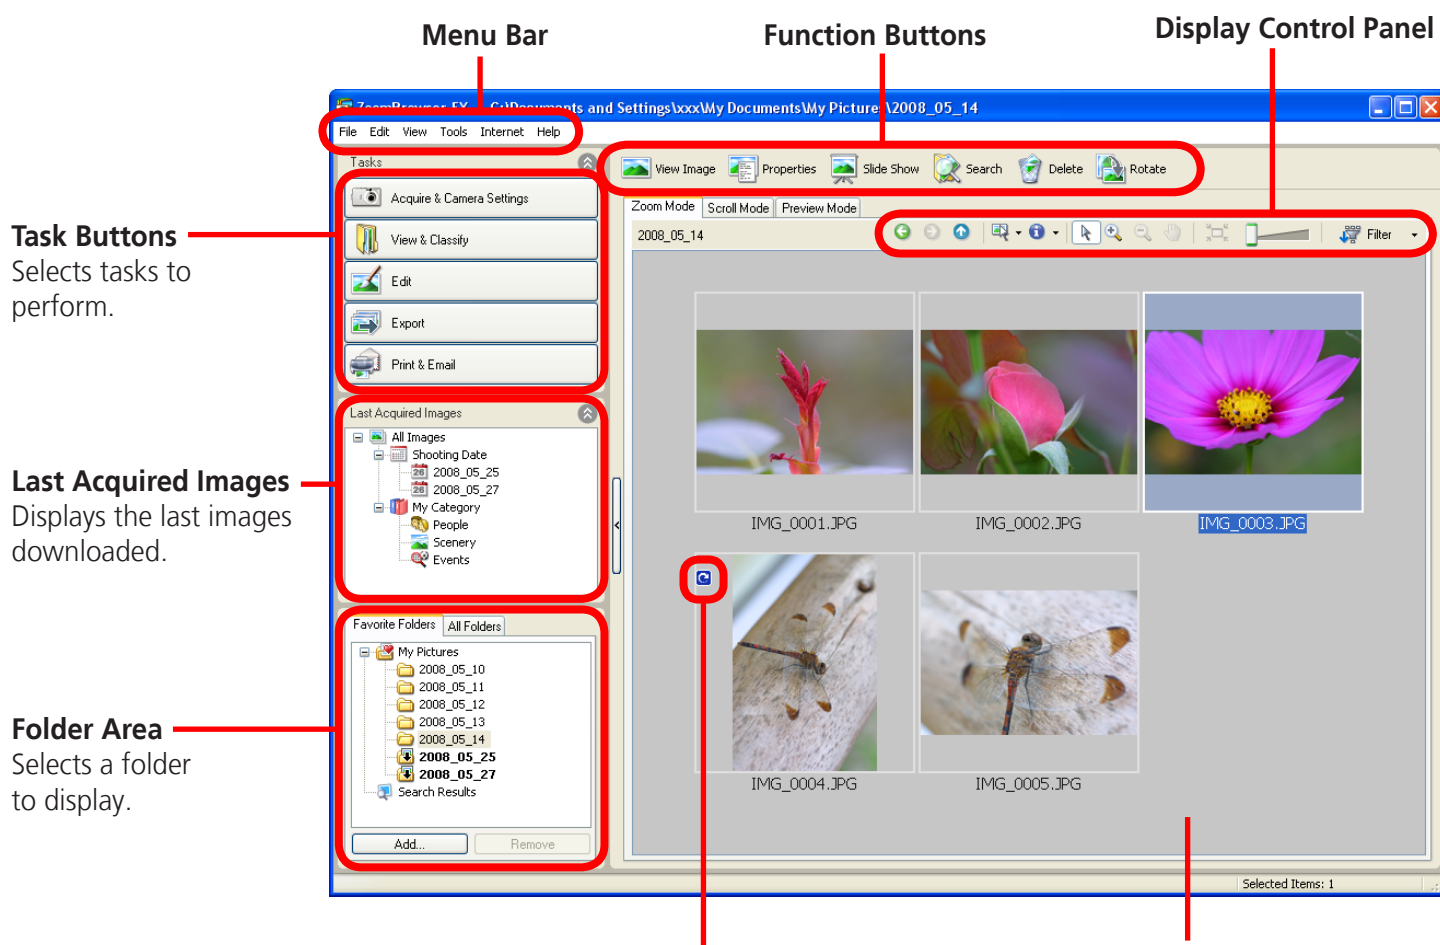 Menu Bar
Function Buttons
Display Control Panel
ZoomBrowser EX - C:\Documents and Settings\xxx\My Documents\My Pictures\2008_05_14
File Edit View Tools Internet Help
Tasks
View Image Properties Slide Show Search Delete Rotate
Acquire & Camera Settings
View & Classify
Edit
Export
Print & Email
Zoom Mode Scroll Mode Preview Mode
2008_05_14
Filter
Task Buttons
Selects tasks to
perform.
Last Acquired Images
All Images
Shooting Date
26 2008_05_25
26 2008_05_27
My Category
People
Scenery
Events
Last Acquired Images
Displays the last images
downloaded.
IMG_0001.JPG
IMG_0002.JPG
IMG_0003.JPG
IMG_0004.JPG
IMG_0005.JPG
Favorite Folders All Folders
My Pictures
2008_05_10
2008_05_11
2008_05_12
2008_05_13
2008_05_14
2008_05_25
2008_05_27
Search Results
Add... Remove
Folder Area
Selects a folder
to display.
Selected Items: 1